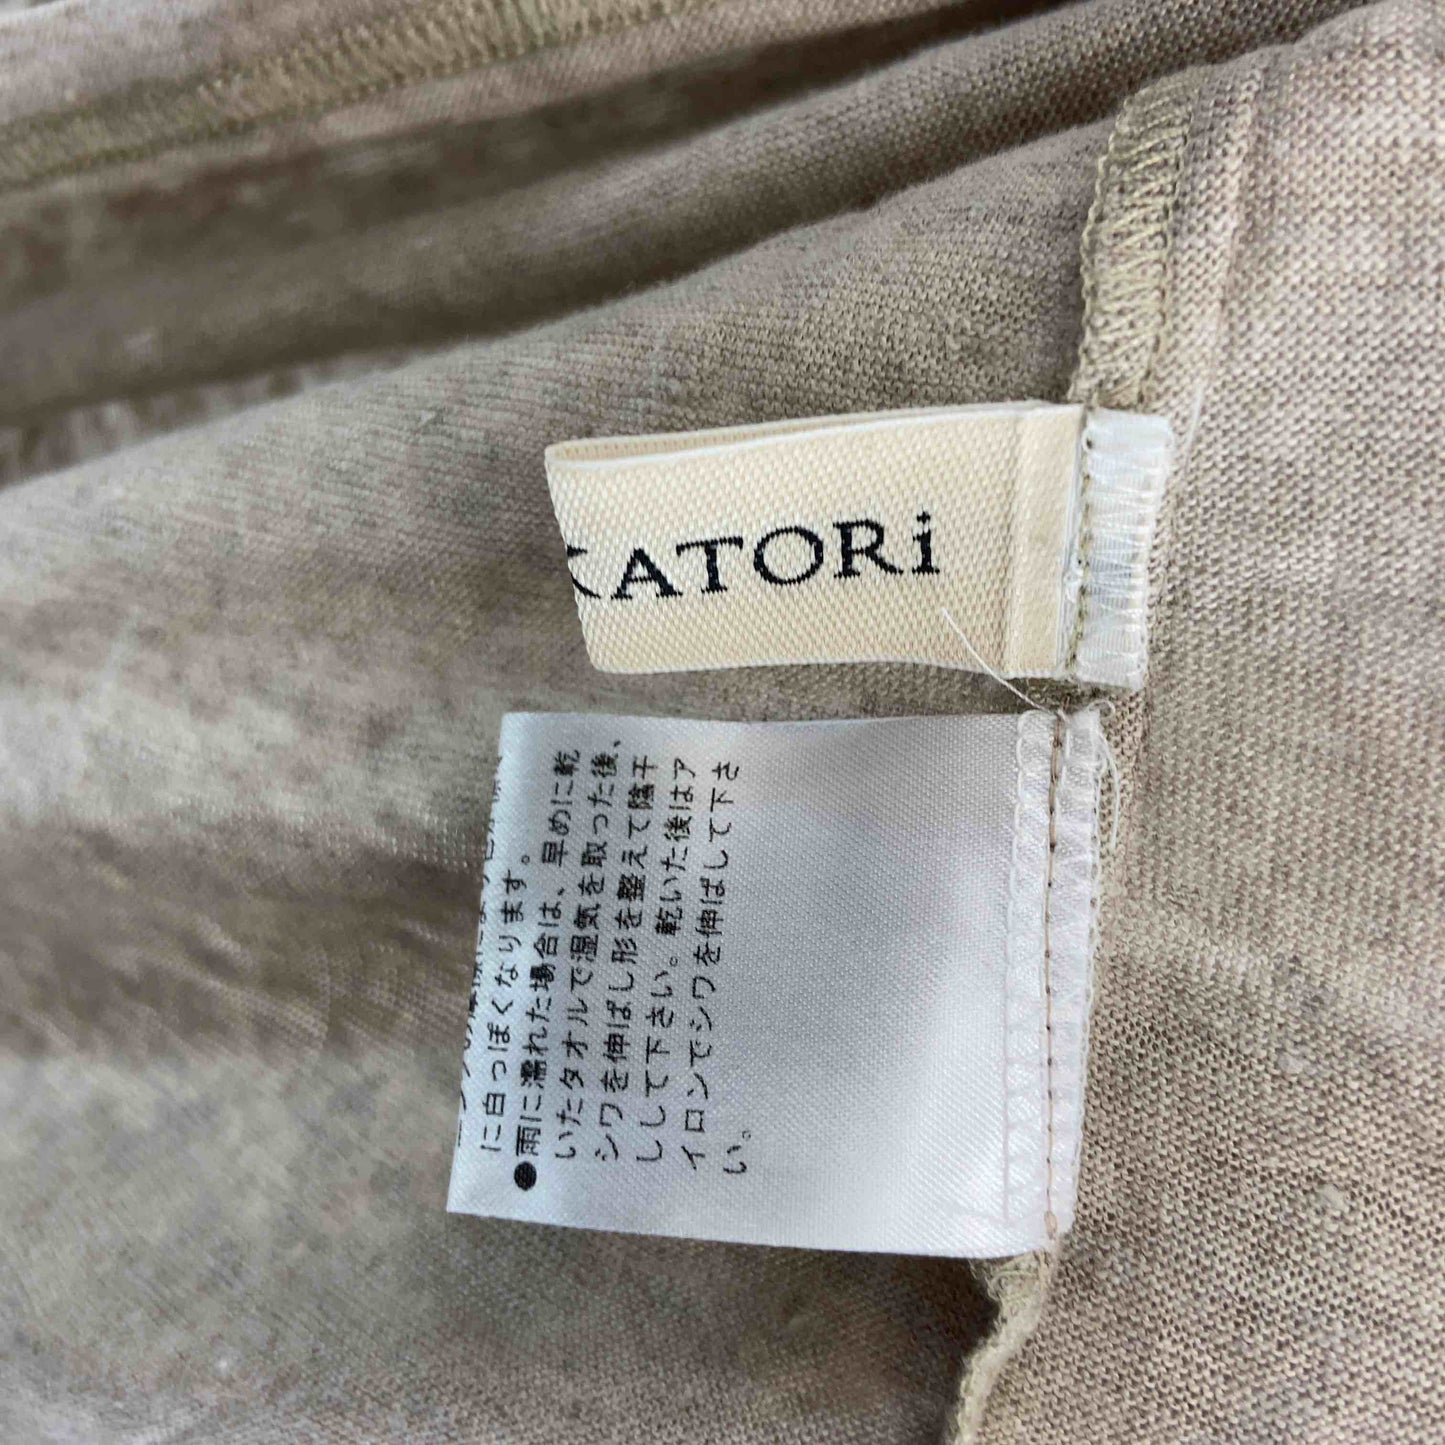 KATORi
に白っぽくなります。
●雨に濡れた場合は、早めに乾
いたタオルで湿気を取った後、
シワを伸ばし形を整えて陰干
しして下さい。乾いた後はア
イロンでシワを伸ばして下さ
い。